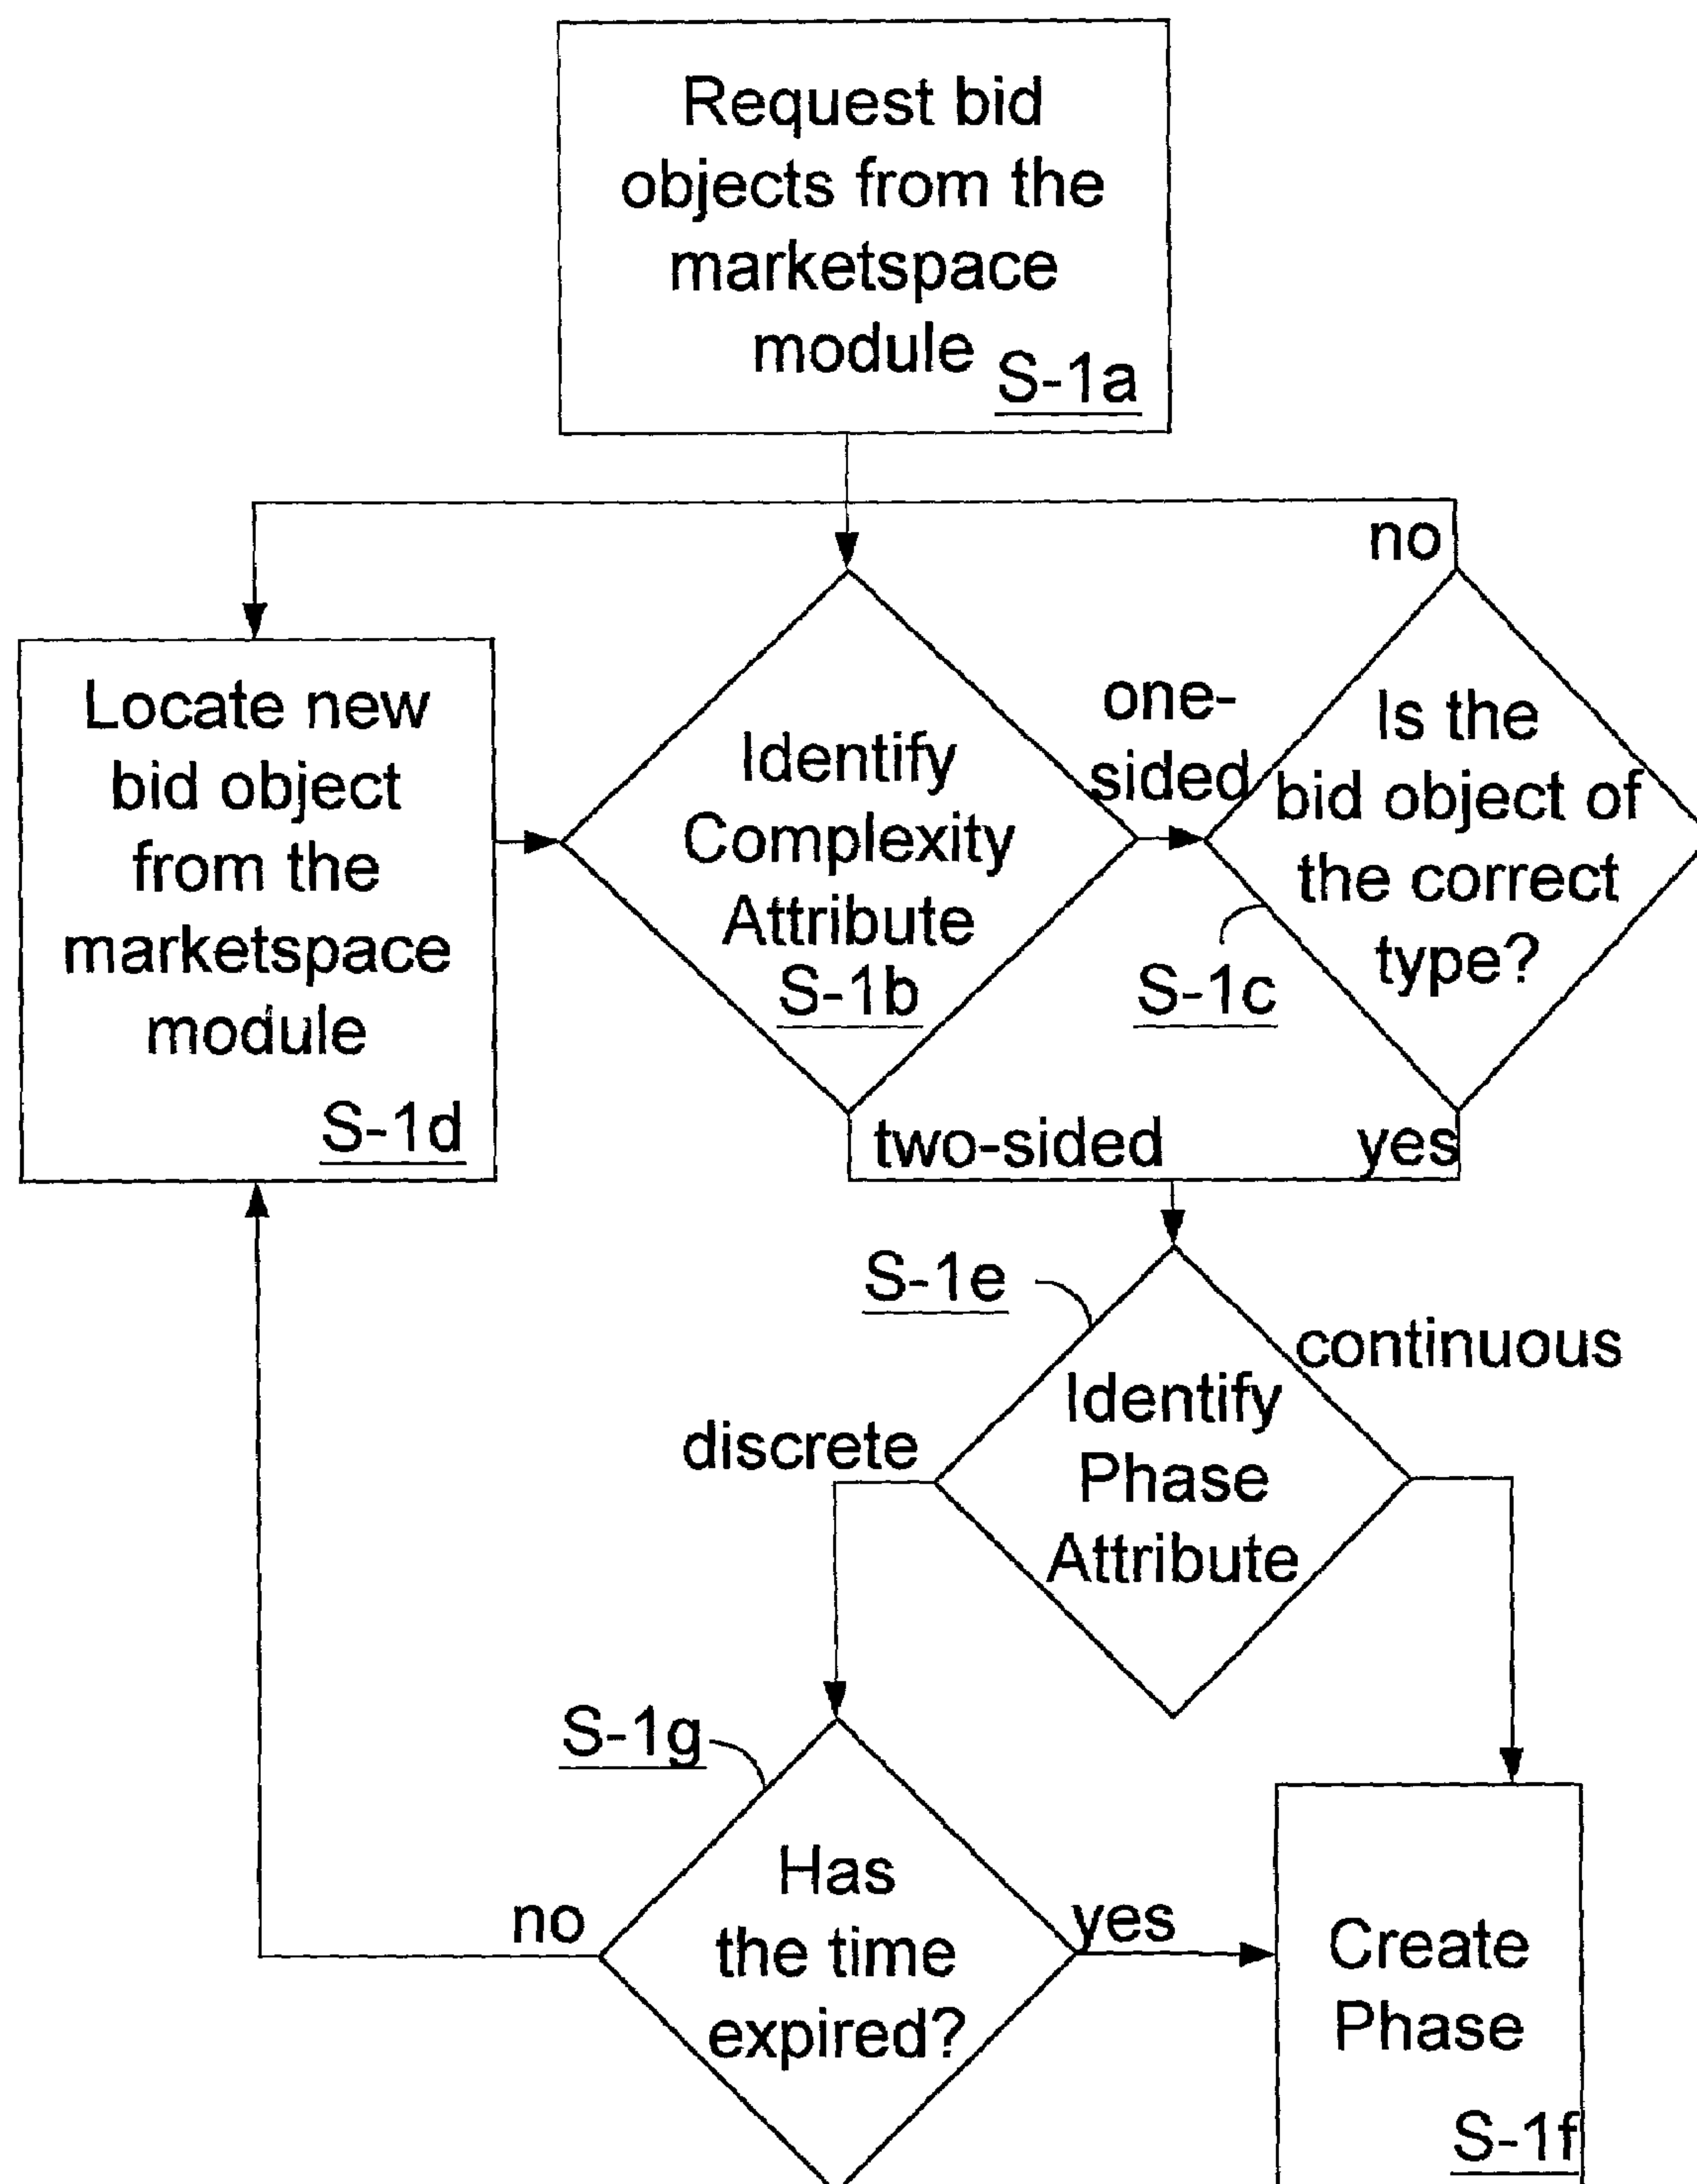 Request bid
objects from the
marketspace
module
S-1a
no
Locate new
bid object
from the
marketspace
module
S-1d
Identify
Complexity
Attribute
S-1b
one-
sided
Is the
bid object of
the correct
type?
S-1c
two-sided
yes
S-1e
continuous
Identify
Phase
Attribute
discrete
S-1g
Has
the time
expired?
no
yes
Create
Phase
S-1f